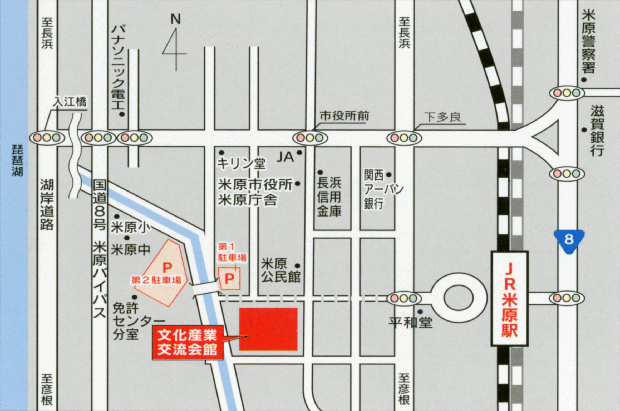 至長浜
パナソニック電工
N
至長浜
米原警察署
入江橋
市役所前
下多良
滋賀銀行
琵琶湖
キリン堂
JA
米原市役所
米原庁舎
長浜
信用
金庫
関西
アーバン
銀行
湖岸道路
国道8号 米原バイパス
米原小
米原中
第1
駐車場
P
P
第2駐車場
米原
公民館
8
JR米原駅
免許
センター
分室
平和堂
文化産業
交流会館
至彦根
至彦根